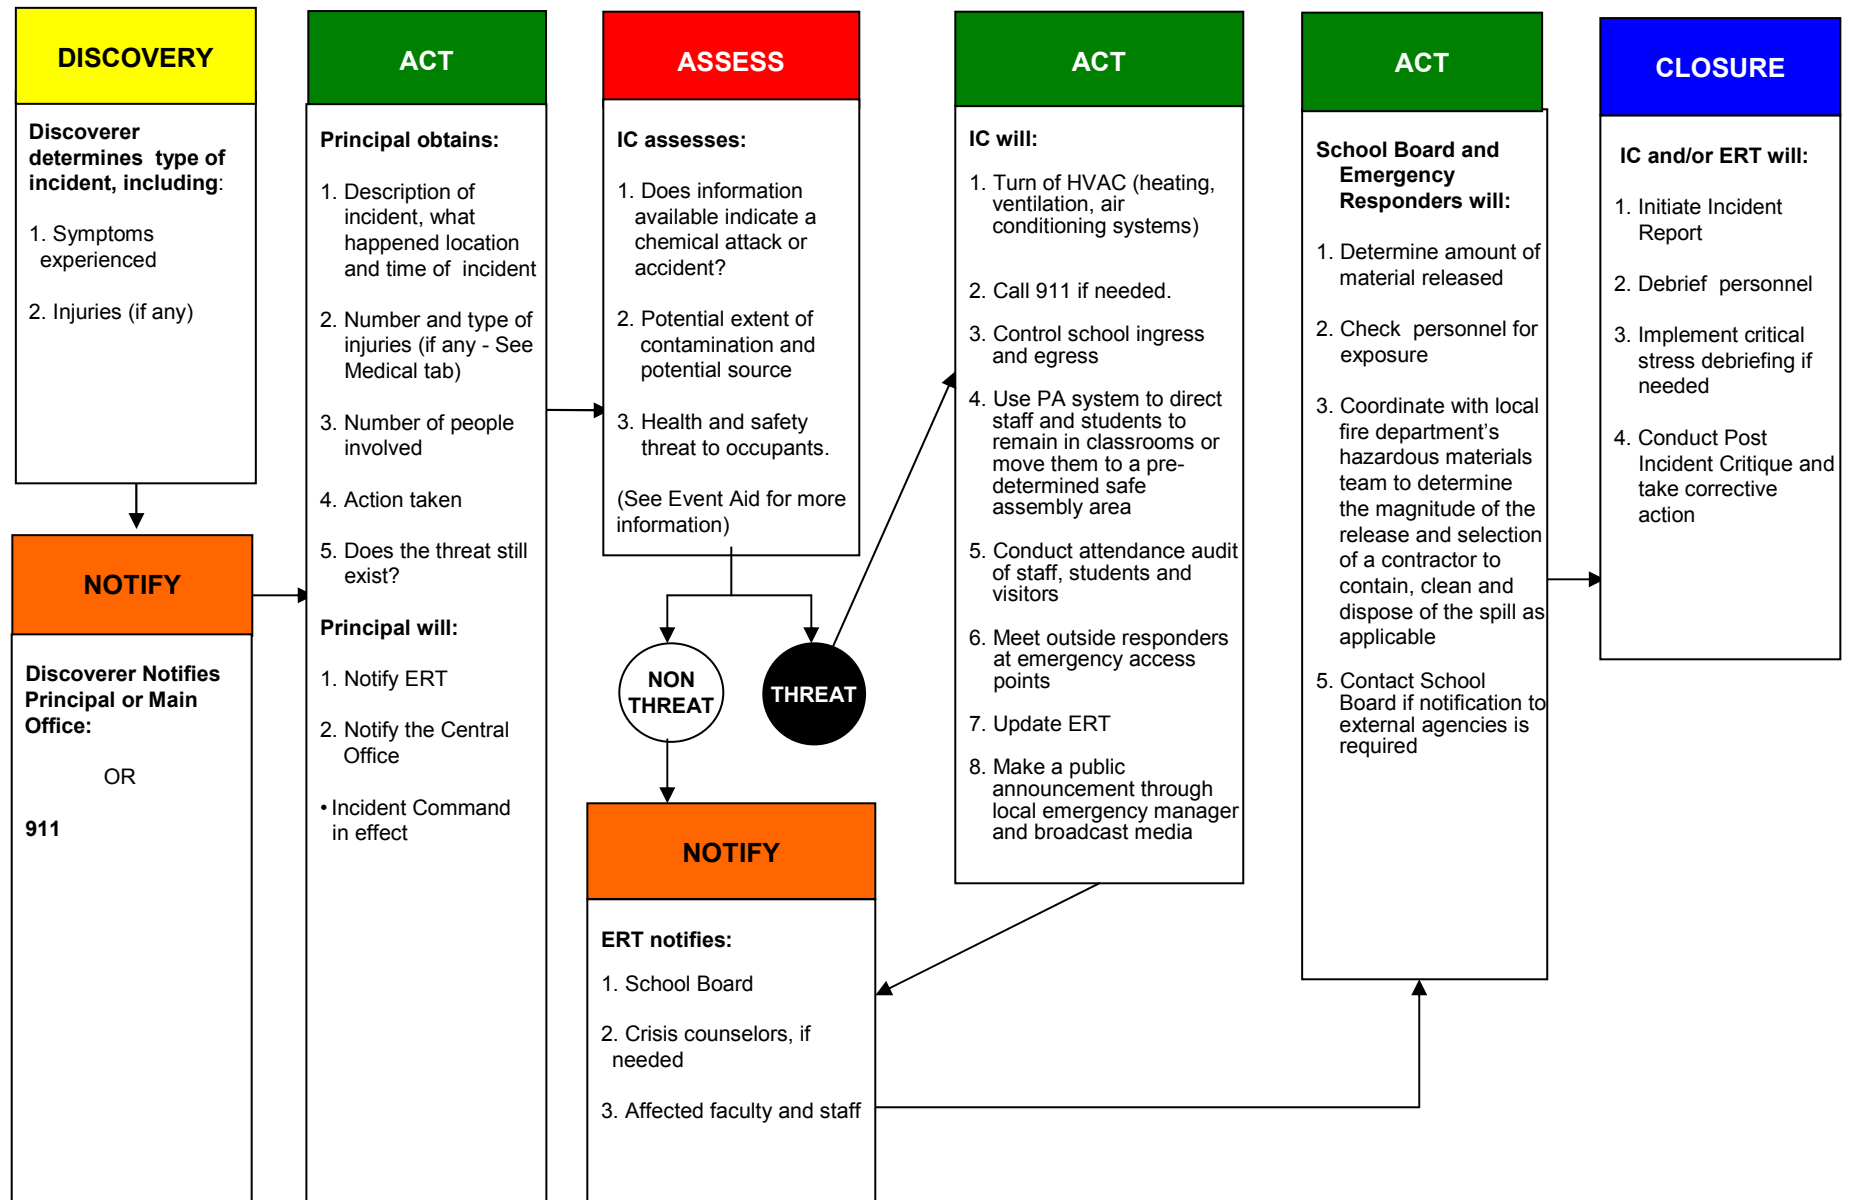 DISCOVERY
Discoverer
determines type of
incident, including:
1. Symptoms
experienced
2. Injuries (if any)
NOTIFY
Discoverer Notifies
Principal or Main
Office:
OR
911
ACT
Principal obtains:
1. Description of
incident, what
happened location
and time of incident
2. Number and type of
injuries (if any - See
Medical tab)
3. Number of people
involved
4. Action taken
5. Does the threat still
exist?
Principal will:
1. Notify ERT
2. Notify the Central
Office
• Incident Command
in effect
ASSESS
IC assesses:
1. Does information
available indicate a
chemical attack or
accident?
2. Potential extent of
contamination and
potential source
3. Health and safety
threat to occupants.
(See Event Aid for more
information)
NON
THREAT
THREAT
NOTIFY
ERT notifies:
1. School Board
2. Crisis counselors, if
needed
3. Affected faculty and staff
ACT
IC will:
1. Turn of HVAC (heating,
ventilation, air
conditioning systems)
2. Call 911 if needed.
3. Control school ingress
and egress
4. Use PA system to direct
staff and students to
remain in classrooms or
move them to a pre-
determined safe
assembly area
5. Conduct attendance audit
of staff, students and
visitors
6. Meet outside responders
at emergency access
points
7. Update ERT
8. Make a public
announcement through
local emergency manager
and broadcast media
ACT
School Board and
Emergency
Responders will:
1. Determine amount of
material released
2. Check personnel for
exposure
3. Coordinate with local
fire department's
hazardous materials
team to determine
the magnitude of the
release and selection
of a contractor to
contain, clean and
dispose of the spill as
applicable
5. Contact School
Board if notification to
external agencies is
required
CLOSURE
IC and/or ERT will:
1. Initiate Incident
Report
2. Debrief personnel
3. Implement critical
stress debriefing if
needed
4. Conduct Post
Incident Critique and
take corrective
action